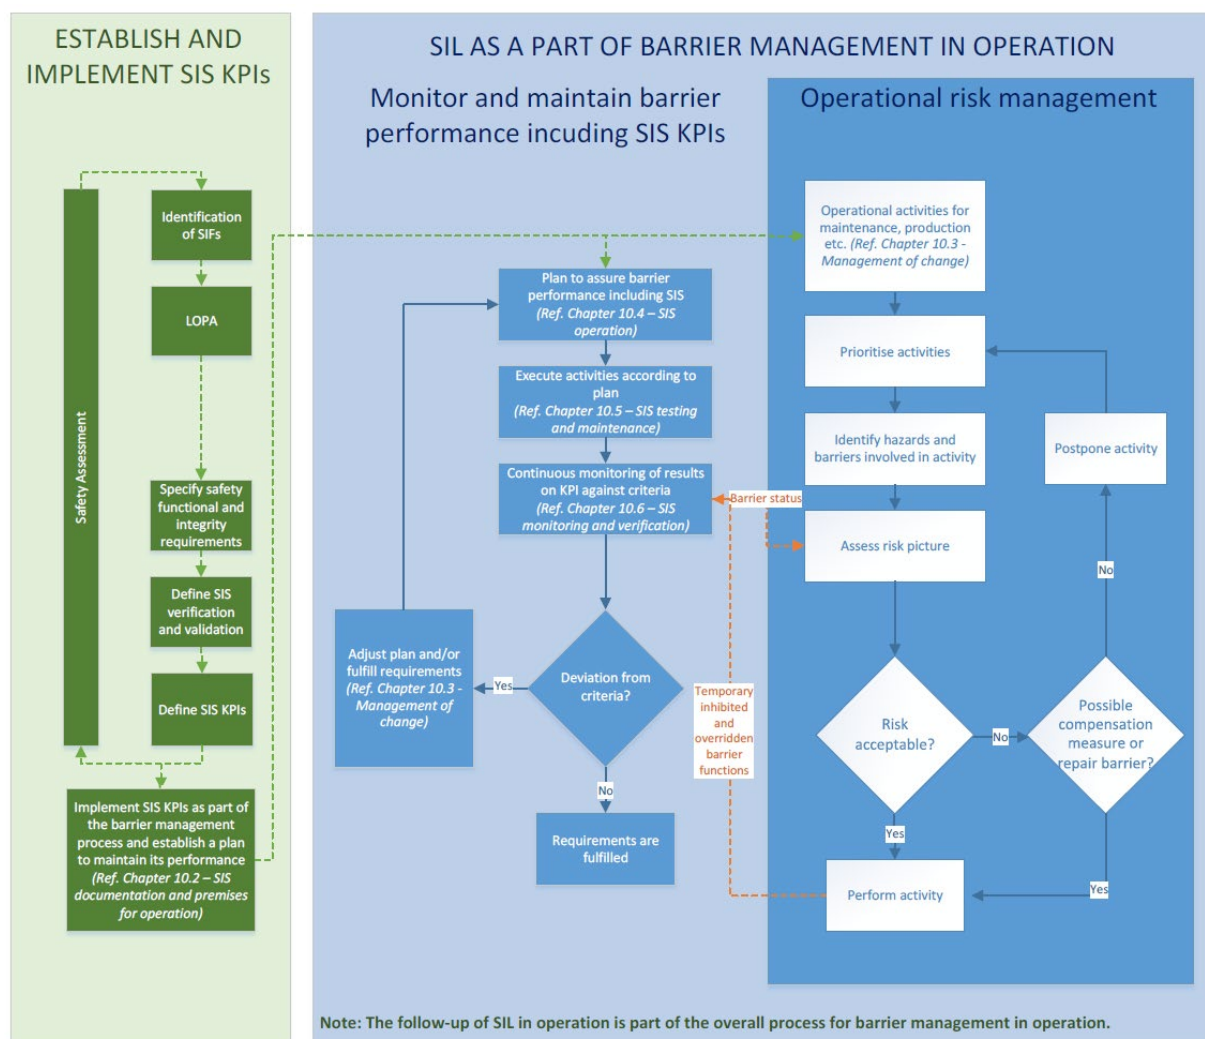 ESTABLISH AND
IMPLEMENT SIS KPIs
Safety Assessment
Identification
of SIFs
LOPA
Specify safety
functional and
integrity
requirements
Define SIS
verification
and validation
Define SIS KPIs
Implement SIS KPIs as part of
the barrier management
process and establish a plan
to maintain its performance
(Ref. Chapter 10.2 – SIS
documentation and premises
for operation)
SIL AS A PART OF BARRIER MANAGEMENT IN OPERATION
Monitor and maintain barrier
performance incuding SIS KPIs
Plan to assure barrier
performance including SIS
(Ref. Chapter 10.4 – SIS
operation)
Execute activities according to
plan
(Ref. Chapter 10.5 – SIS testing
and maintenance)
Continuous monitoring of results
on KPI against criteria
(Ref. Chapter 10.6 – SIS
monitoring and verification)
Deviation from
criteria?
Yes
Adjust plan and/or
fulfill requirements
(Ref. Chapter 10.3 -
Management of
change)
No
Requirements are
fulfilled
Barrier status
Temporary
inhibited
and
overridden
barrier
functions
Operational risk management
Operational activities for
maintenance, production
etc. (Ref. Chapter 10.3 -
Management of change)
Prioritise activities
Identify hazards and
barriers involved in activity
Assess risk picture
Risk
acceptable?
No
Yes
Possible
compensation
measure or
repair barrier?
No
Postpone activity
Yes
Perform activity
Note: The follow-up of SIL in operation is part of the overall process for barrier management in operation.